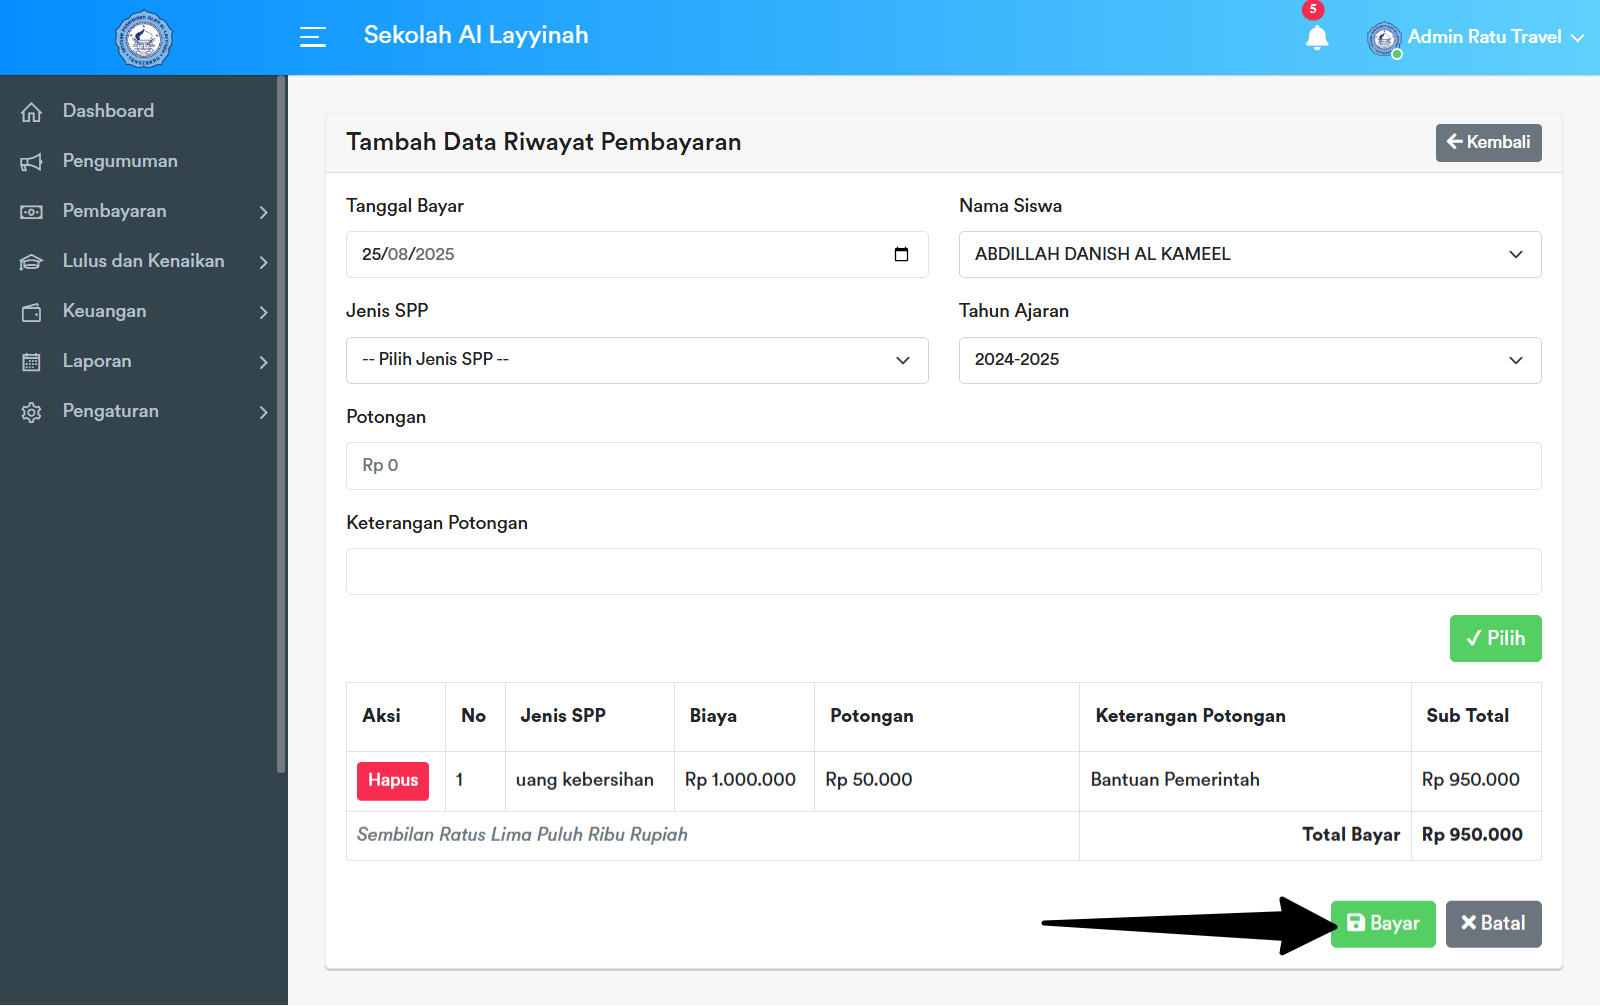 Sekolah Al Layyinah
5
Admin Ratu Travel
Dashboard
Pengumuman
Pembayaran
Lulus dan Kenaikan
Keuangan
Laporan
Pengaturan
Tambah Data Riwayat Pembayaran
Kembali
Tanggal Bayar
Nama Siswa
25/08/2025
ABDILLAH DANISH AL KAMEEL
Jenis SPP
Tahun Ajaran
-- Pilih Jenis SPP --
2024-2025
Potongan
Rp 0
Keterangan Potongan
Pilih
Aksi No Jenis SPP Biaya Potongan Keterangan Potongan Sub Total
Hapus 1 uang kebersihan Rp 1.000.000 Rp 50.000 Bantuan Pemerintah Rp 950.000
Sembilan Ratus Lima Puluh Ribu Rupiah Total Bayar Rp 950.000
Bayar
Batal